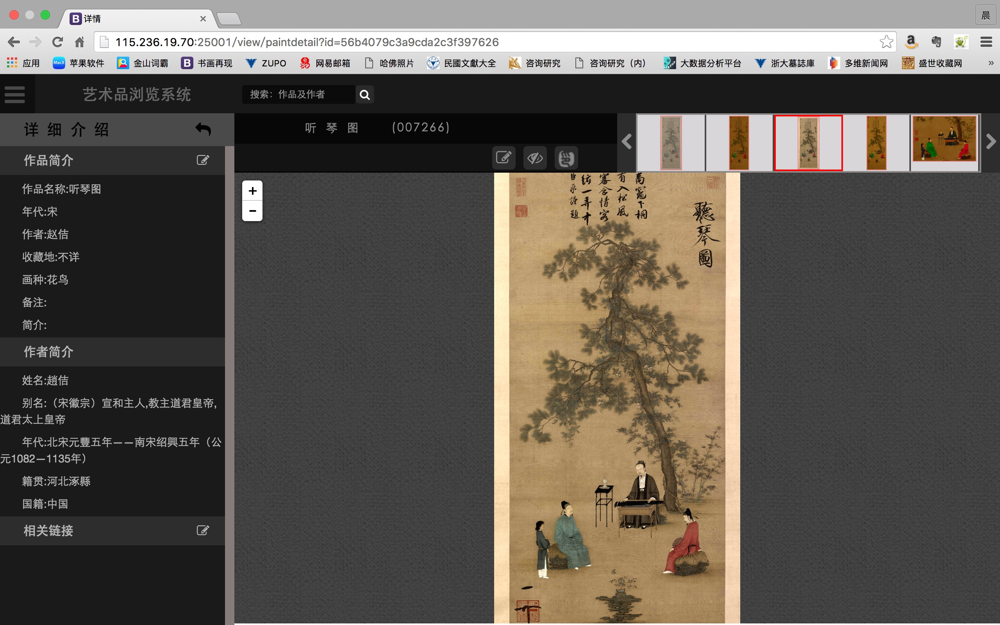 详情
晨
115.236.19.70:25001/view/paintdetail?id=56b4079c3a9cda2c3f397626
应用
MacX
苹果软件
金山词霸
B
书画再现
ZUPO
网易邮箱
哈佛照片
民國文獻大全
咨询研究
咨询研究（内）
大数据分析平台
浙大墓誌庫
多维新闻网
藏
盛世收藏网
»
艺术品浏览系统
搜索：作品及作者
详细介绍
听琴图 (007266)
作品简介
作品名称:听琴图
年代:宋
作者:赵佶
收藏地:不详
画种:花鸟
备注:
简介:
作者简介
姓名:趙佶
别名:（宋徽宗）宣和主人,教主道君皇帝,
道君太上皇帝
年代:北宋元豐五年——南宋绍興五年（公
元1082—1135年）
籍贯:河北涿縣
国籍:中国
相关链接
+
−
聽琴圖
高竈下桐
有入松風
審含情客
絃一弄中
臣京謹題